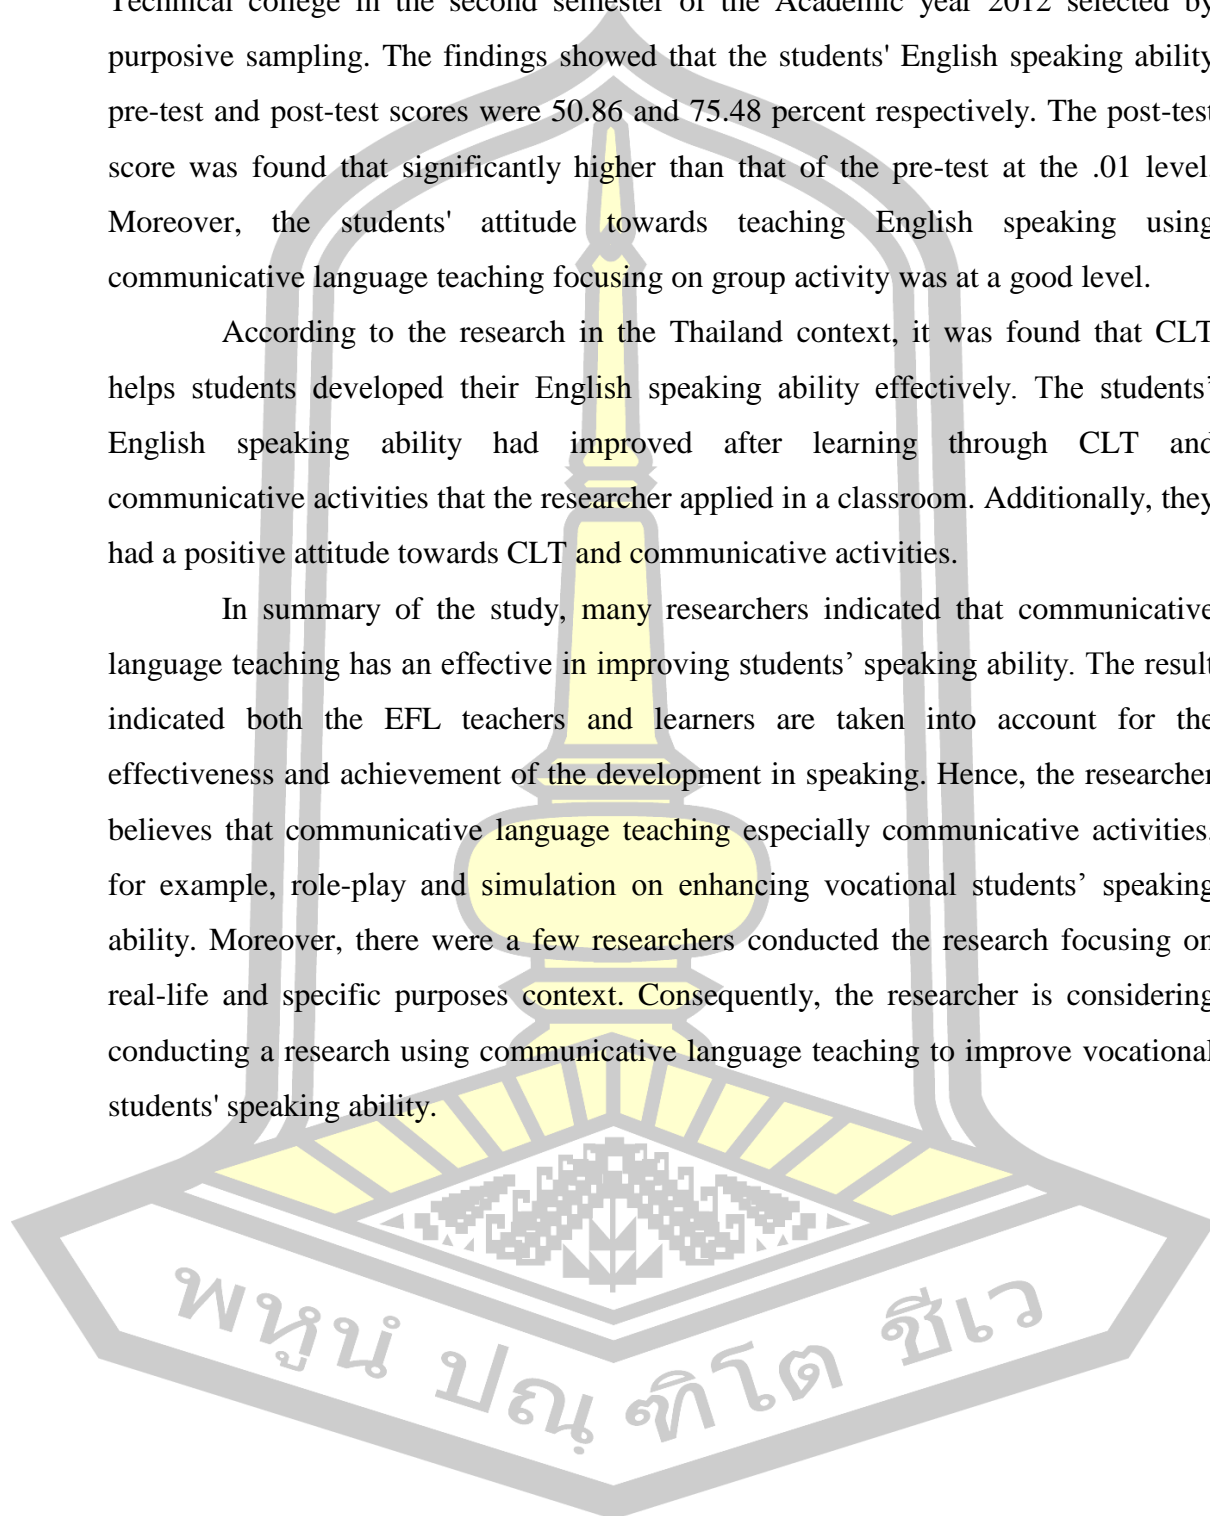 Technical college in the second semester of the Academic year 2012 selected by
purposive sampling. The findings showed that the students' English speaking ability
pre-test and post-test scores were 50.86 and 75.48 percent respectively. The post-test
score was found that significantly higher than that of the pre-test at the .01 level.
Moreover, the students' attitude towards teaching English speaking using
communicative language teaching focusing on group activity was at a good level.
According to the research in the Thailand context, it was found that CLT
helps students developed their English speaking ability effectively. The students’
English speaking ability had improved after learning through CLT and
communicative activities that the researcher applied in a classroom. Additionally, they
had a positive attitude towards CLT and communicative activities.
In summary of the study, many researchers indicated that communicative
language teaching has an effective in improving students’ speaking ability. The result
indicated both the EFL teachers and learners are taken into account for the
effectiveness and achievement of the development in speaking. Hence, the researcher
believes that communicative language teaching especially communicative activities,
for example, role-play and simulation on enhancing vocational students’ speaking
ability. Moreover, there were a few researchers conducted the research focusing on
real-life and specific purposes context. Consequently, the researcher is considering
conducting a research using communicative language teaching to improve vocational
students' speaking ability.
พหูนํ ปณฺฑิโต ชีเว